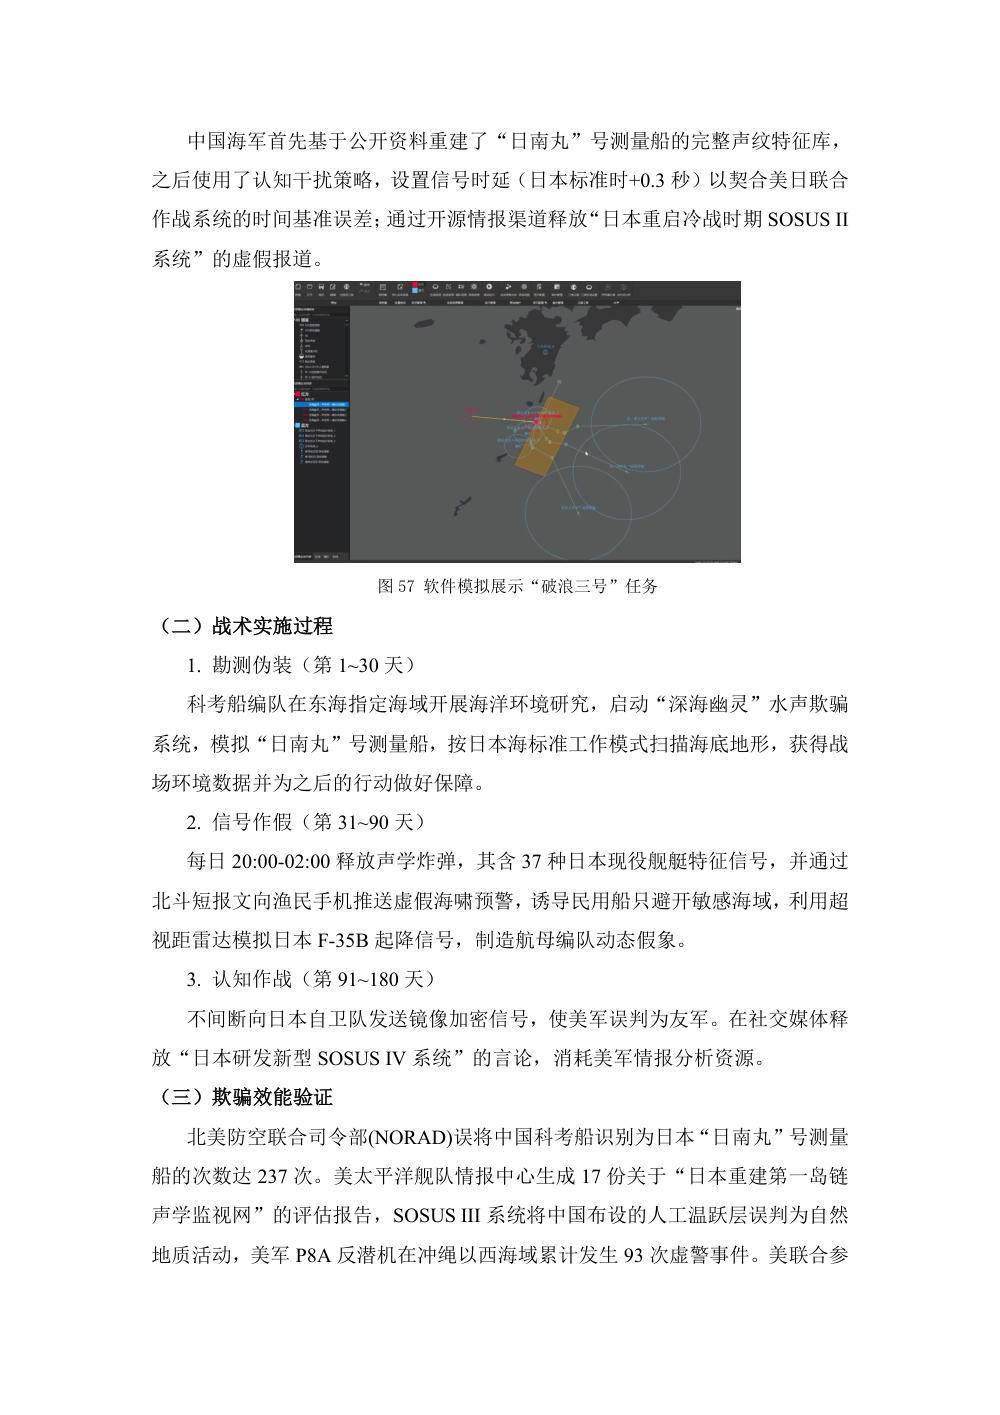 中国海军首先基于公开资料重建了“日南丸”号测量船的完整声纹特征库，
之后使用了认知干扰策略，设置信号时延（日本标准时+0.3 秒）以契合美日联合
作战系统的时间基准误差；通过开源情报渠道释放“日本重启冷战时期 SOSUS II
系统”的虚假报道。
图 57 软件模拟展示“破浪三号”任务
（二）战术实施过程
1. 勘测伪装（第 1~30 天）
科考船编队在东海指定海域开展海洋环境研究，启动“深海幽灵”水声欺骗
系统，模拟“日南丸”号测量船，按日本海标准工作模式扫描海底地形，获得战
场环境数据并为之后的行动做好保障。
2. 信号作假（第 31~90 天）
每日 20:00-02:00 释放声学炸弹，其含 37 种日本现役舰艇特征信号，并通过
北斗短报文向渔民手机推送虚假海啸预警，诱导民用船只避开敏感海域，利用超
视距雷达模拟日本 F-35B 起降信号，制造航母编队动态假象。
3. 认知作战（第 91~180 天）
不间断向日本自卫队发送镜像加密信号，使美军误判为友军。在社交媒体释
放“日本研发新型 SOSUS IV 系统”的言论，消耗美军情报分析资源。
（三）欺骗效能验证
北美防空联合司令部(NORAD)误将中国科考船识别为日本“日南丸”号测量
船的次数达 237 次。美太平洋舰队情报中心生成 17 份关于“日本重建第一岛链
声学监视网”的评估报告，SOSUS III 系统将中国布设的人工温跃层误判为自然
地质活动，美军 P8A 反潜机在冲绳以西海域累计发生 93 次虚警事件。美联合参